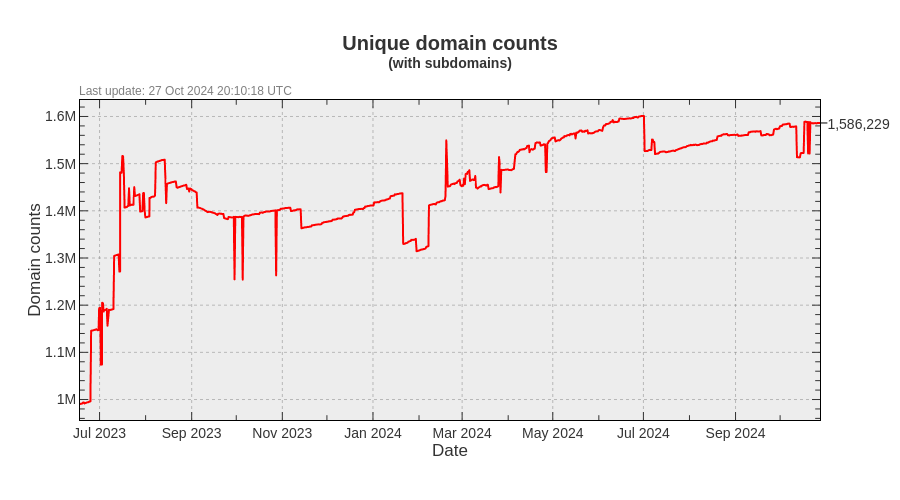 Unique domain counts
(with subdomains)
Last update: 27 Oct 2024 20:10:18 UTC
1.6M
1,586,229
1.5M
1.4M
1.3M
1.2M
1.1M
1M
Domain counts
Jul 2023 Sep 2023 Nov 2023 Jan 2024 Mar 2024 May 2024 Jul 2024 Sep 2024
Date